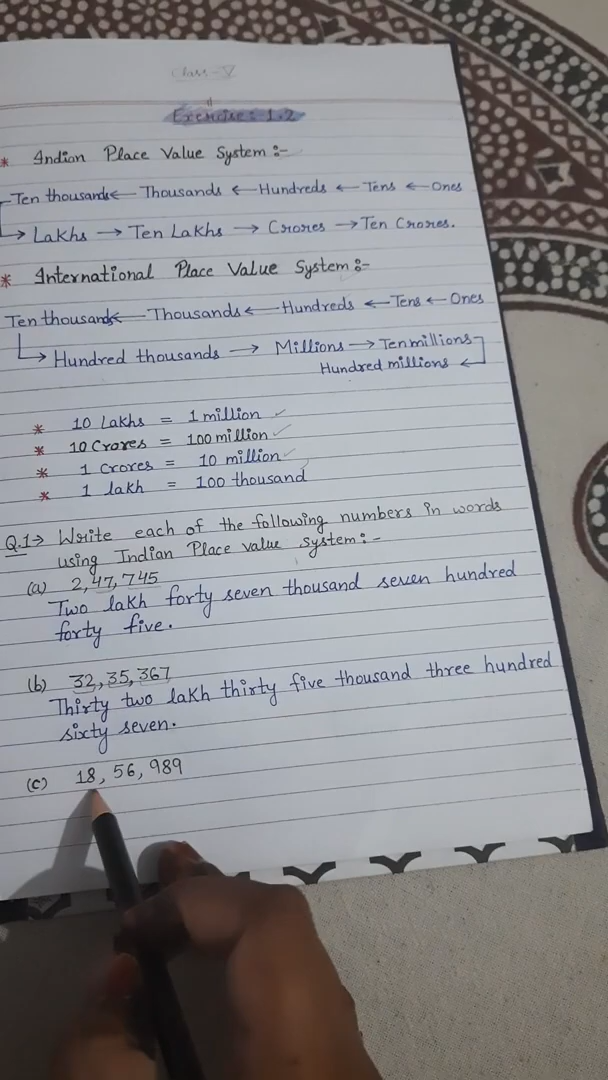 Class - V
Exercise: 1.2
* Indian Place Value System :-
Ten thousands ← Thousands ← Hundreds ← Tens ← Ones
→ Lakhs → Ten Lakhs → Crores → Ten Crores.
* International Place Value System :-
Ten thousands ← Thousands ← Hundreds ← Tens ← Ones
→ Hundred thousands → Millions → Ten millions
Hundred millions ←
* 10 Lakhs = 1 million
* 10 Crores = 100 million
* 1 Crores = 10 million
* 1 lakh = 100 thousand
Q.1→ Write each of the following numbers in words
using Indian Place value system :-
(a) 2,47,745
Two lakh forty seven thousand seven hundred
forty five.
(b) 32,35,367
Thirty two lakh thirty five thousand three hundred
sixty seven.
(c) 18,56,989